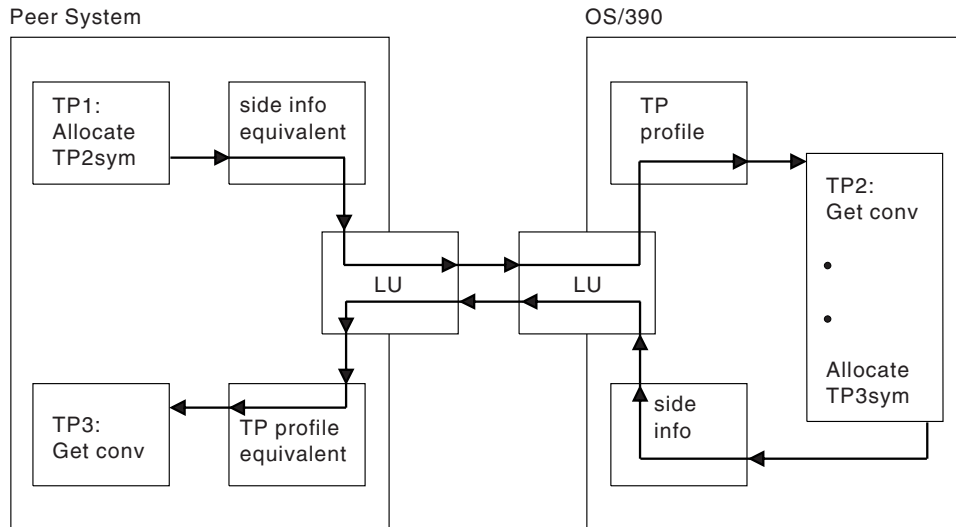 Peer System
OS/390
TP1:
Allocate
TP2sym
side info
equivalent
TP
profile
TP2:
Get conv
•
•
Allocate
TP3sym
LU
LU
TP3:
Get conv
TP profile
equivalent
side
info